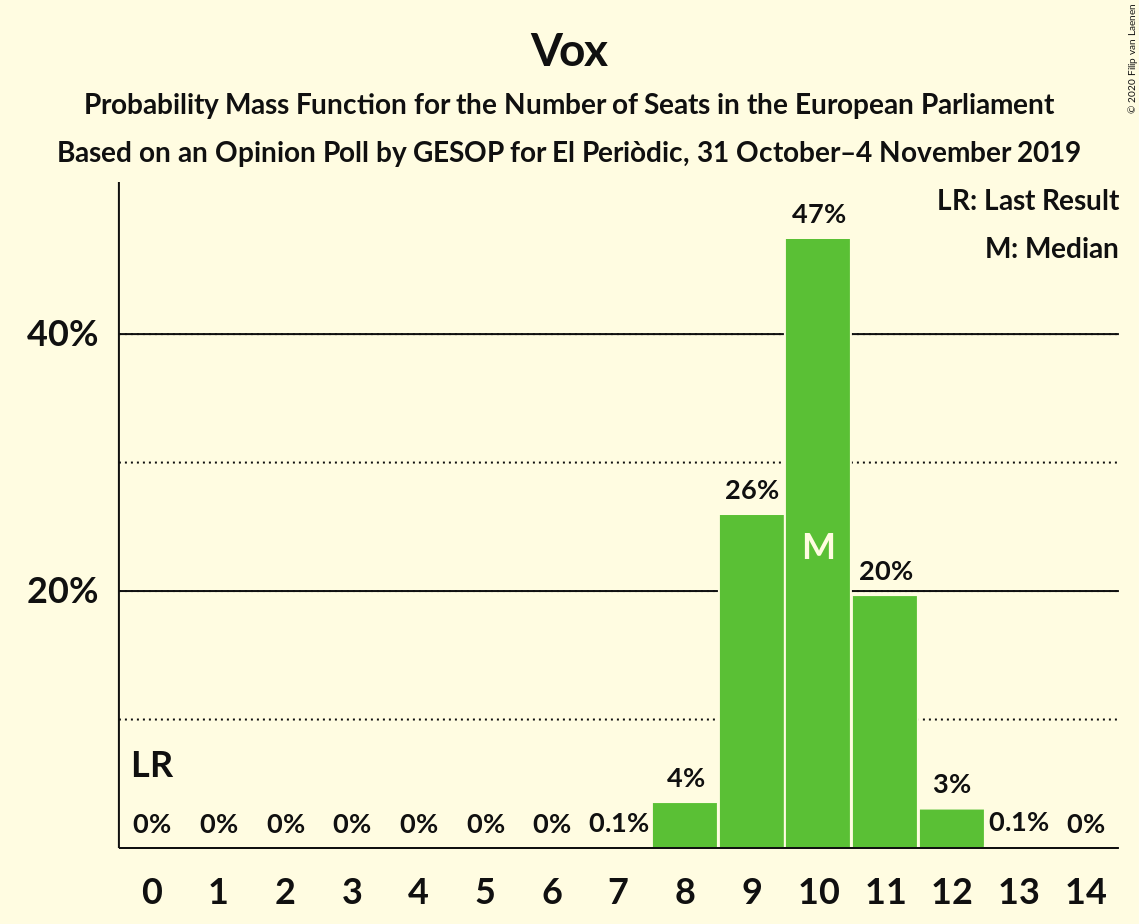 Vox
Probability Mass Function for the Number of Seats in the European Parliament
Based on an Opinion Poll by GESOP for El Periòdic, 31 October–4 November 2019
© 2020 Filip van Laenen
LR: Last Result
M: Median
47%
40%
26%
M
20%
20%
LR
4%
3%
0% 0% 0% 0% 0% 0% 0% 0.1% 0.1% 0%
0 1 2 3 4 5 6 7 8 9 10 11 12 13 14